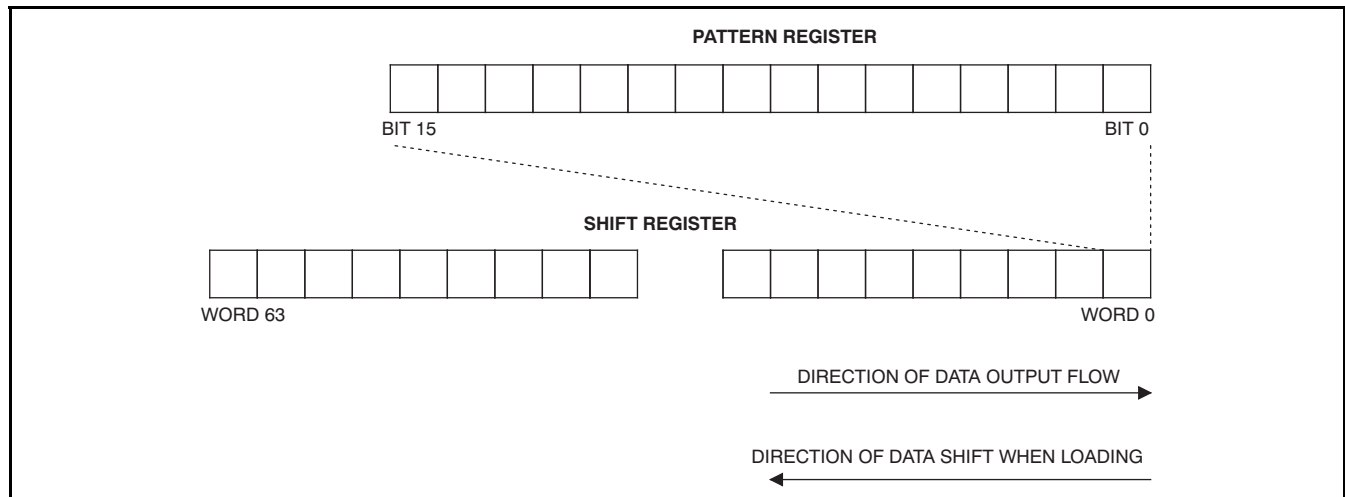 PATTERN REGISTER
BIT 15 BIT 0
SHIFT REGISTER
WORD 63 WORD 0
DIRECTION OF DATA OUTPUT FLOW
DIRECTION OF DATA SHIFT WHEN LOADING